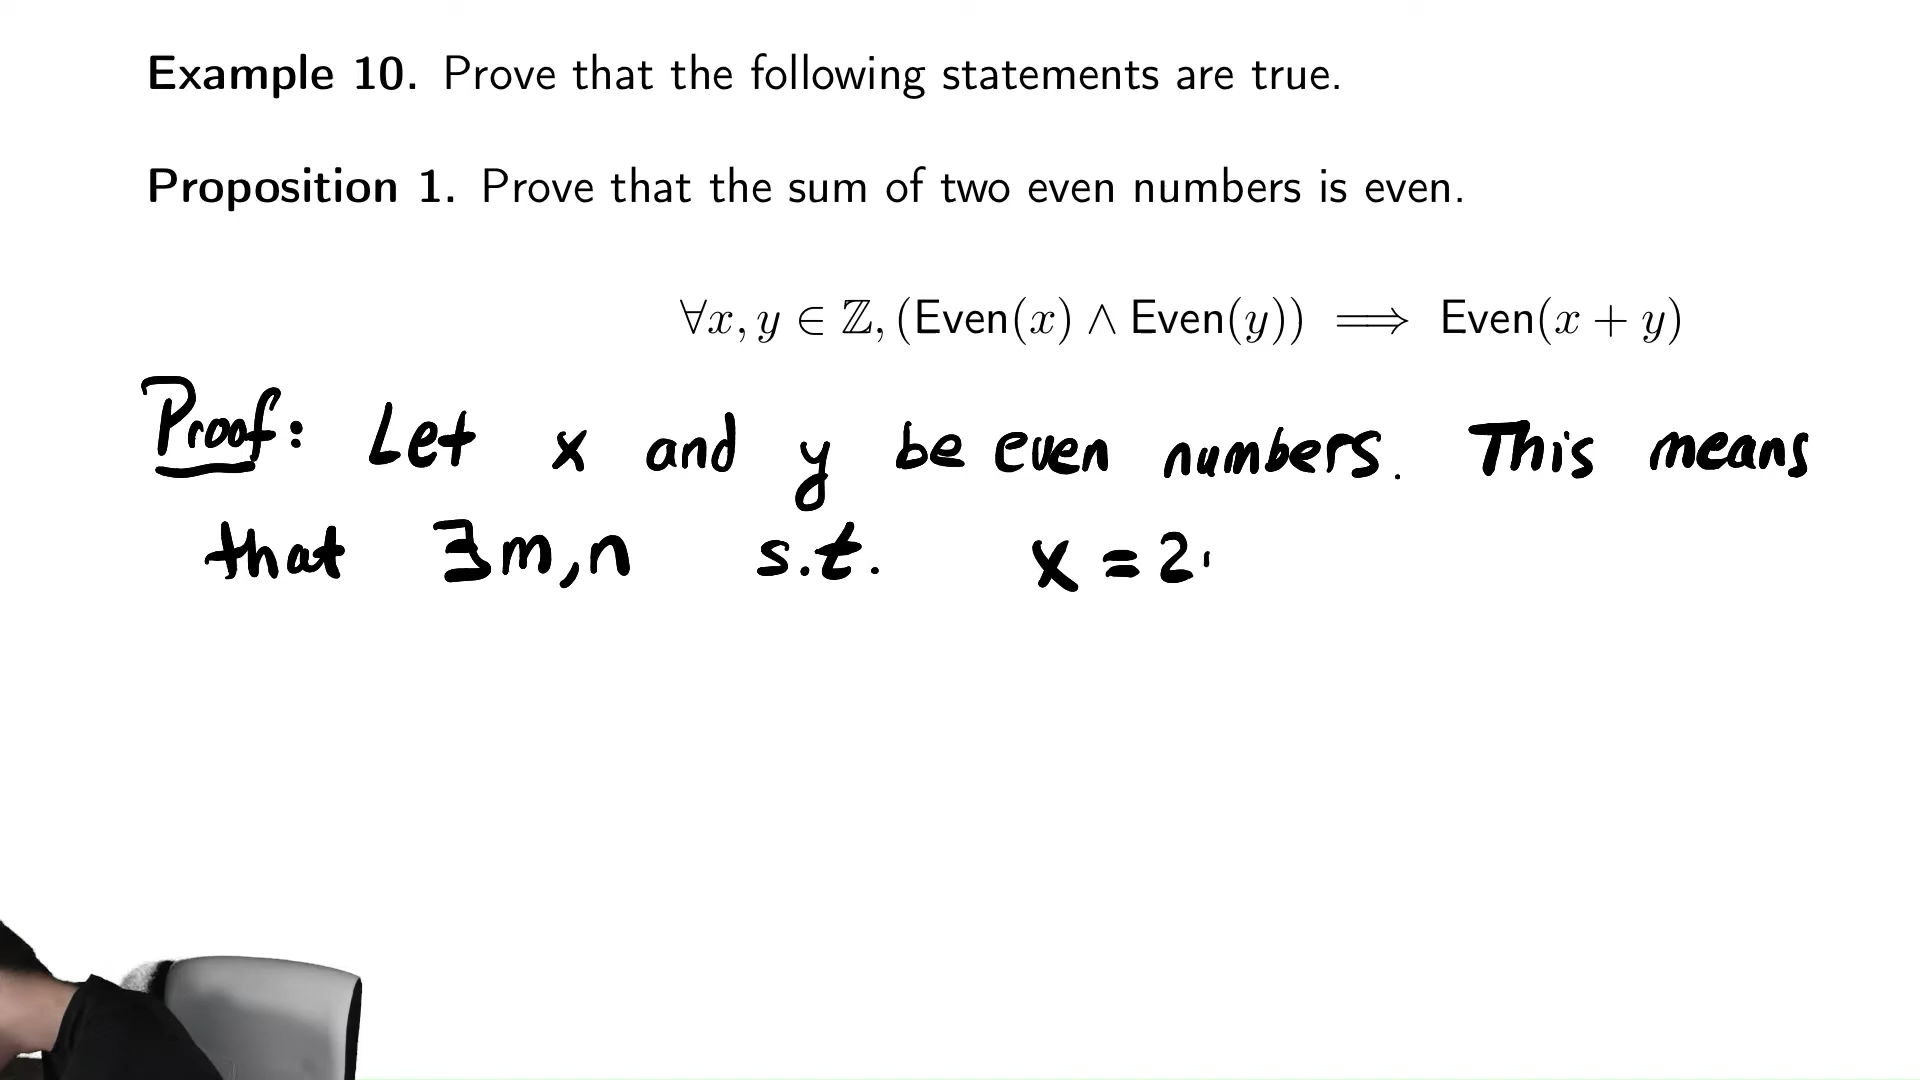 Example 10. Prove that the following statements are true.
Proposition 1. Prove that the sum of two even numbers is even.
∀x, y ∈ ℤ, (Even(x) ∧ Even(y)) ⟹ Even(x + y)
Proof: Let x and y be even numbers. This means
that ∃m,n s.t. x = 2